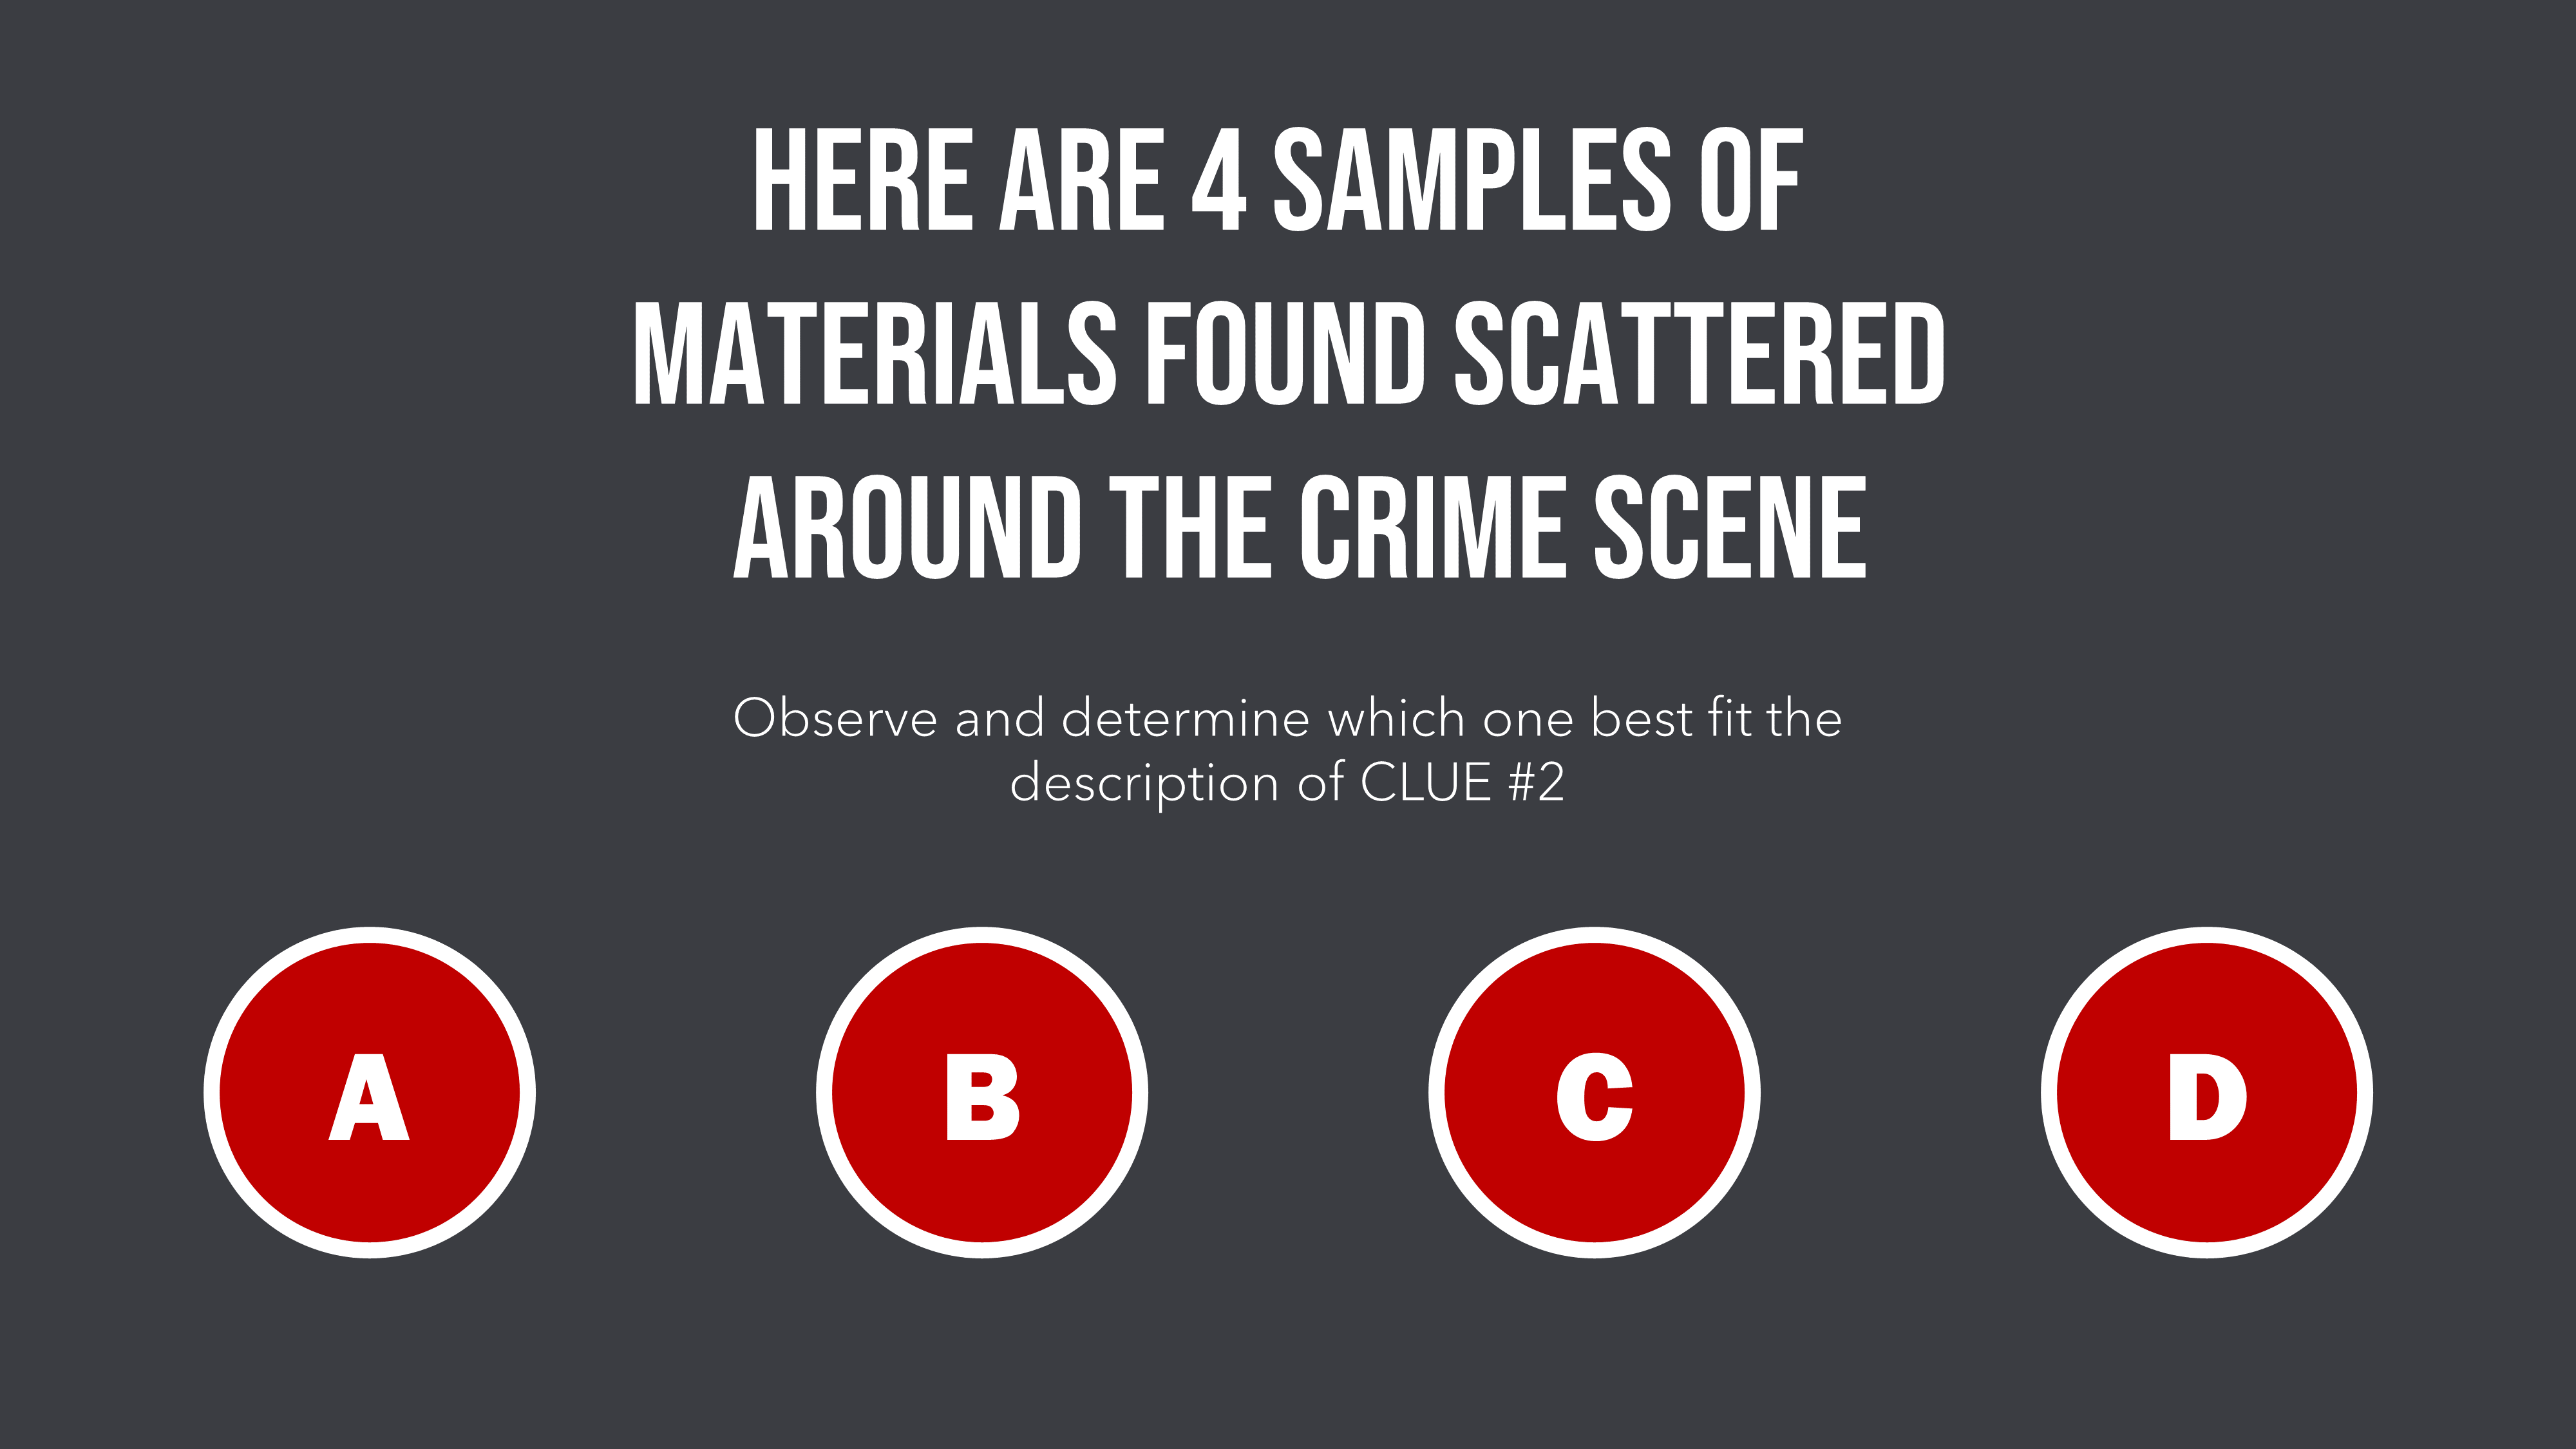 HERE ARE 4 SAMPLES OF
MATERIALS FOUND SCATTERED
AROUND THE CRIME SCENE
Observe and determine which one best fit the
description of CLUE #2
A
B
C
D